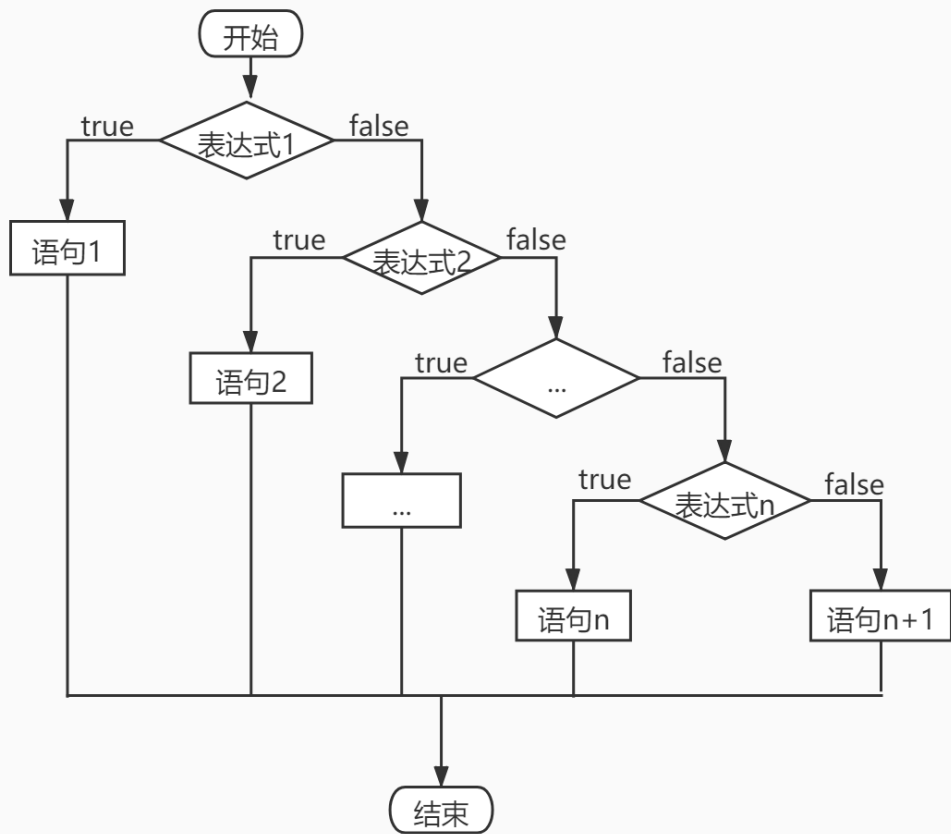 开始
true
false
表达式1
语句1
true
false
表达式2
语句2
true
false
...
...
true
false
表达式n
语句n
语句n+1
结束